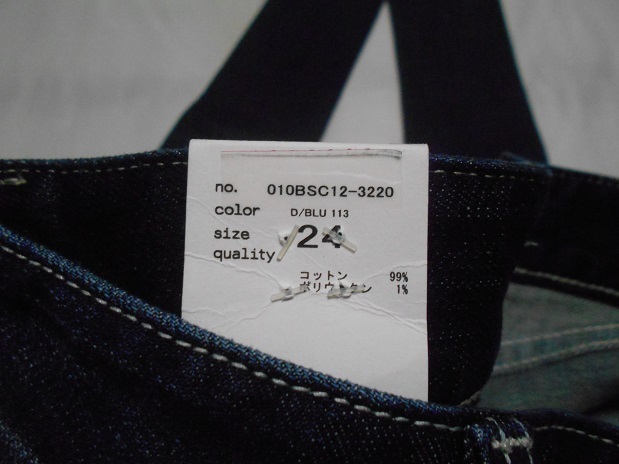 no. 010BSC12-3220
color D/BLU 113
size 24
quality
コットン 99%
ポリウレタン 1%